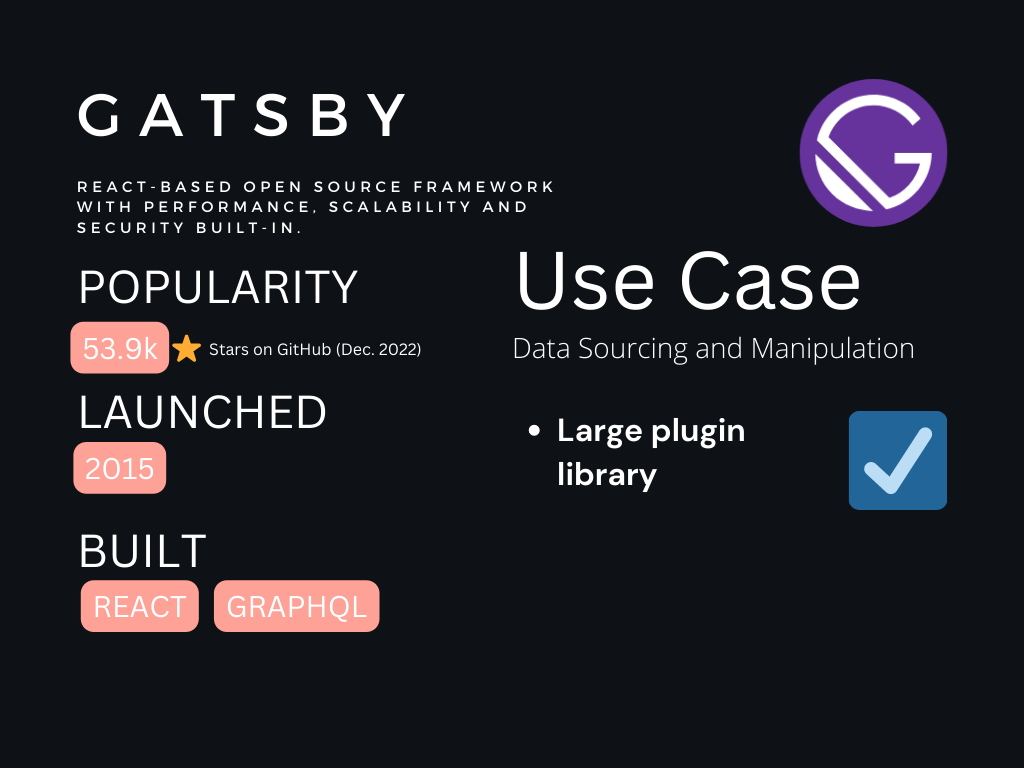 GATSBY
REACT-BASED OPEN SOURCE FRAMEWORK
WITH PERFORMANCE, SCALABILITY AND
SECURITY BUILT-IN.
POPULARITY
53.9k ⭐ Stars on GitHub (Dec. 2022)
LAUNCHED
2015
BUILT
REACT GRAPHQL
Use Case
Data Sourcing and Manipulation
• Large plugin
library